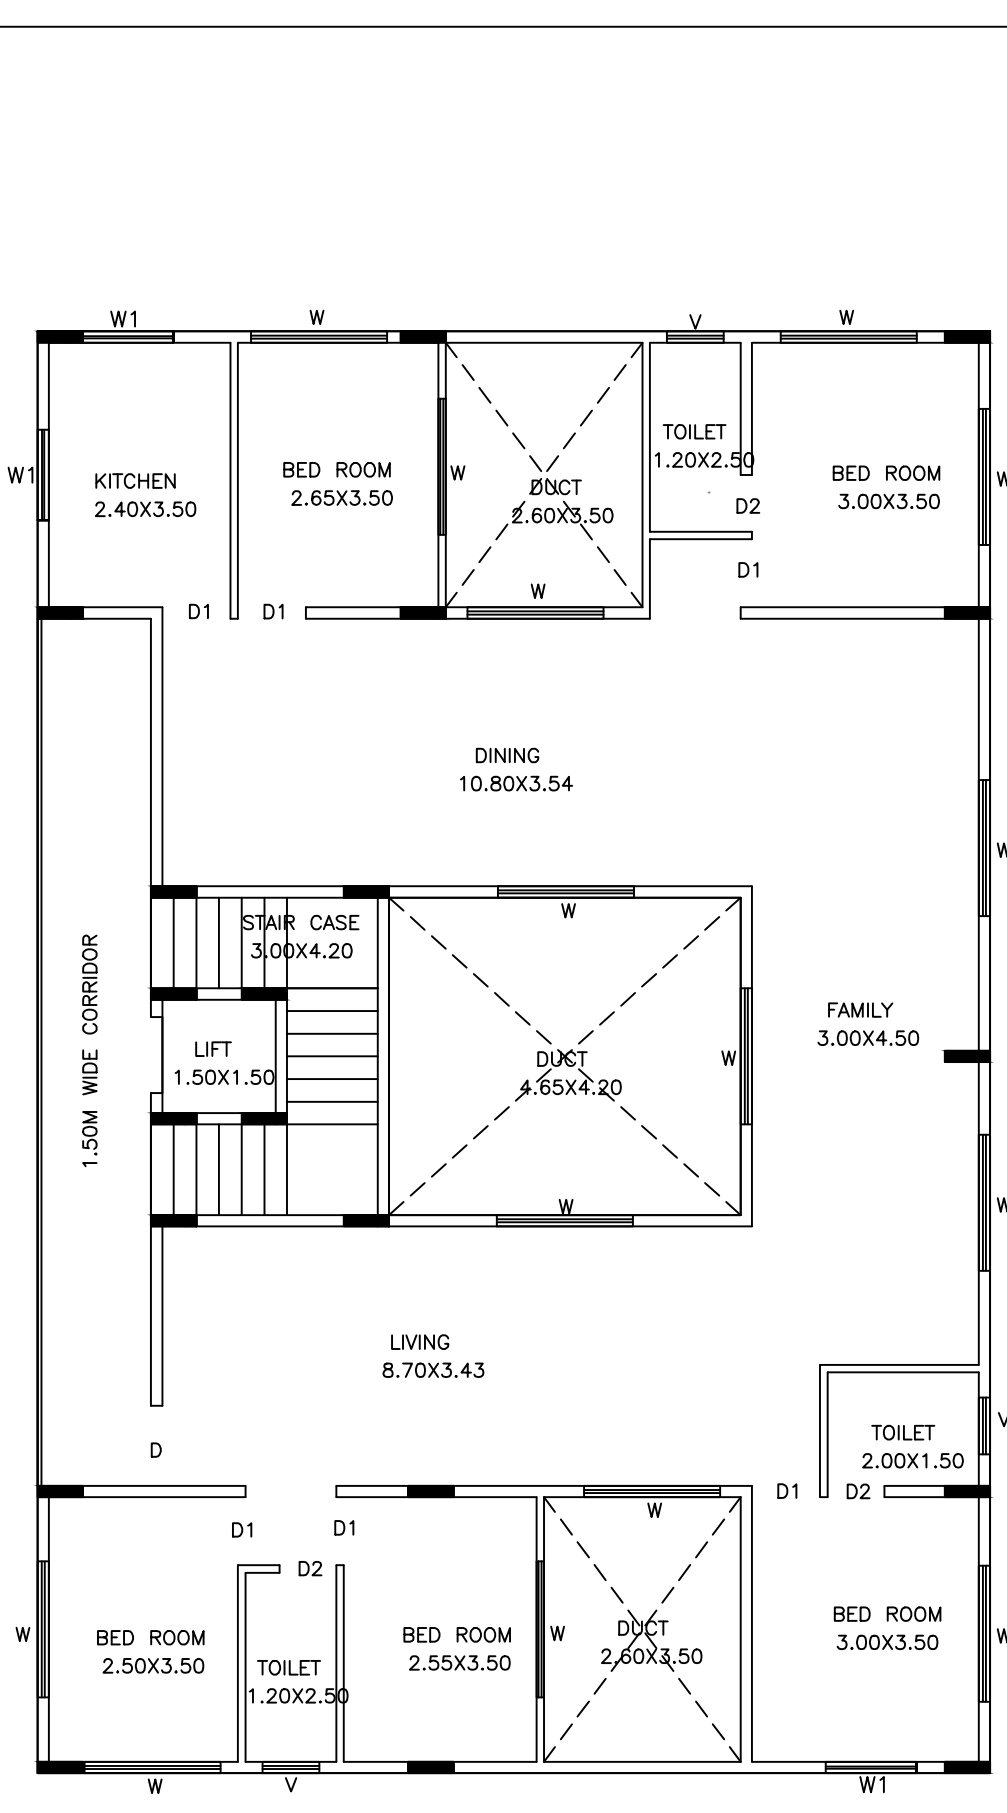 W1
W
V
W
W1
KITCHEN
2.40X3.50
BED ROOM
2.65X3.50
W
DUCT
2.60X3.50
W
TOILET
1.20X2.50
D2
D1
BED ROOM
3.00X3.50
W
D1
D1
DINING
10.80X3.54
W
STAIR CASE
3.00X4.20
W
1.50M WIDE CORRIDOR
LIFT
1.50X1.50
DUCT
4.65X4.20
W
W
FAMILY
3.00X4.50
W
LIVING
8.70X3.43
D
TOILET
2.00X1.50
V
D1
D2
D1
D1
D2
W
W
BED ROOM
2.50X3.50
TOILET
1.20X2.50
BED ROOM
2.55X3.50
W
DUCT
2.60X3.50
BED ROOM
3.00X3.50
W
W
V
W1